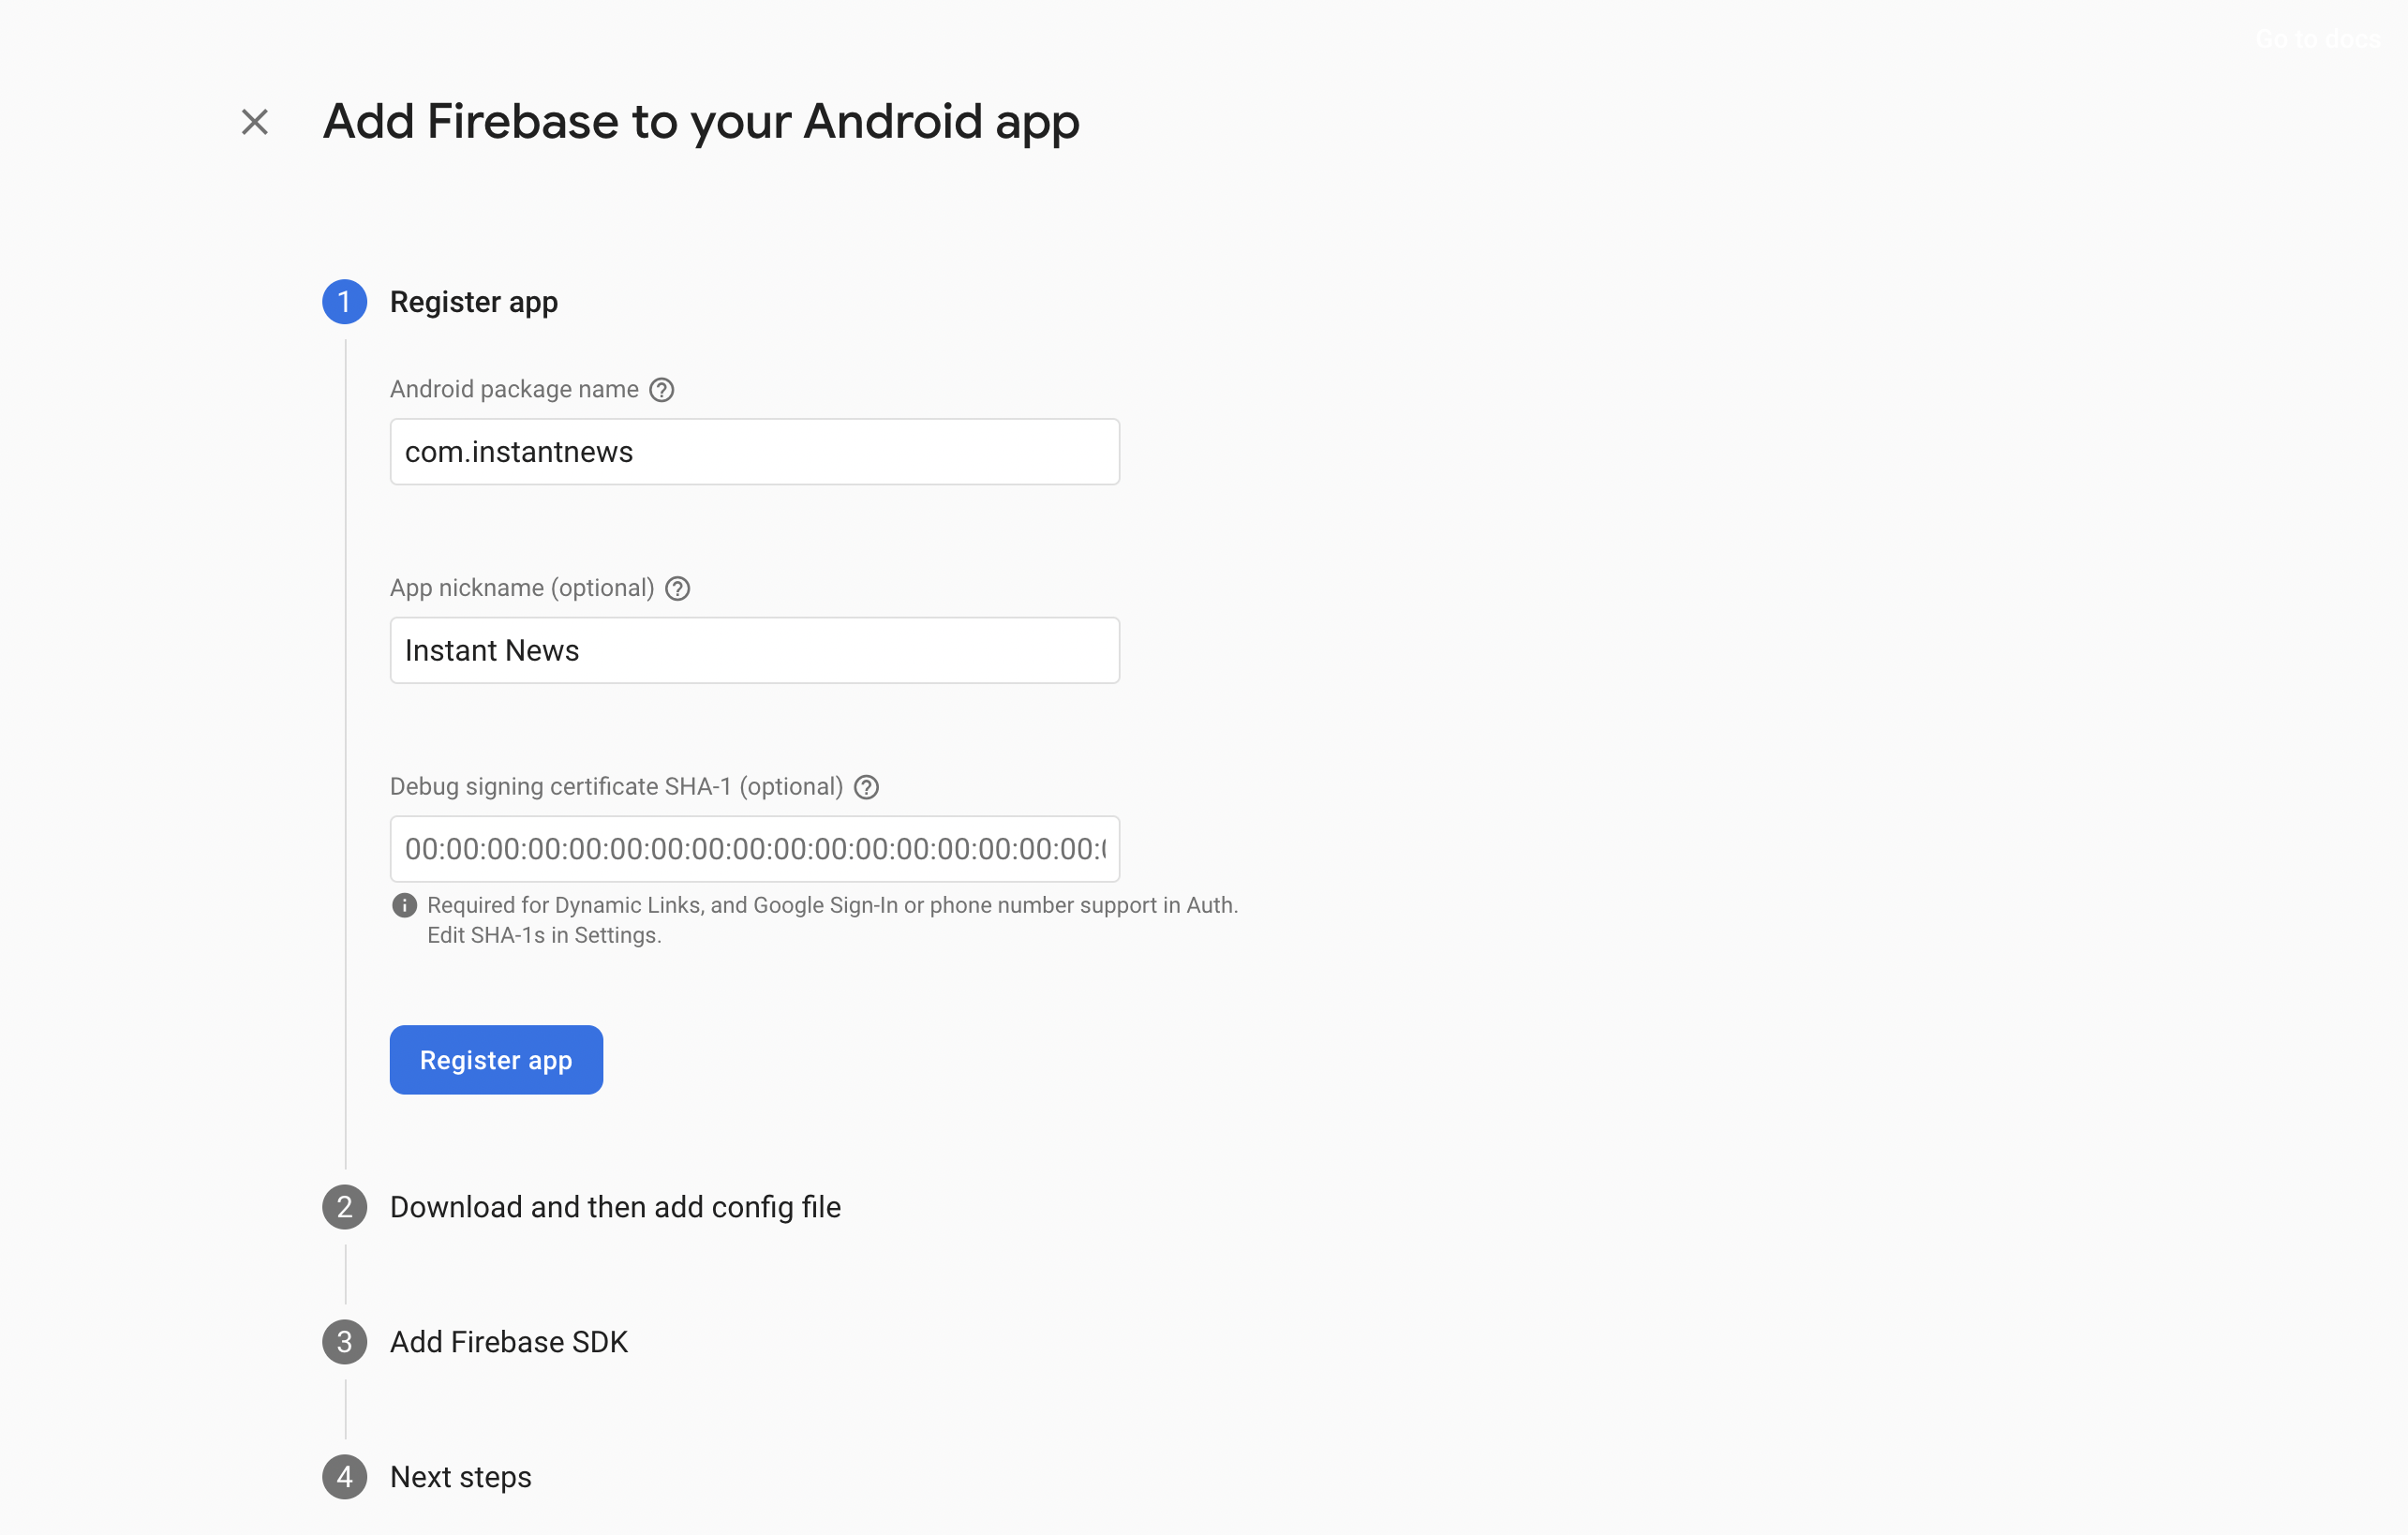 Go to docs
Add Firebase to your Android app
1 Register app
Android package name ?
com.instantnews
App nickname (optional) ?
Instant News
Debug signing certificate SHA-1 (optional) ?
00:00:00:00:00:00:00:00:00:00:00:00:00:00:00:00:00:
i Required for Dynamic Links, and Google Sign-In or phone number support in Auth.
Edit SHA-1s in Settings.
Register app
2 Download and then add config file
3 Add Firebase SDK
4 Next steps